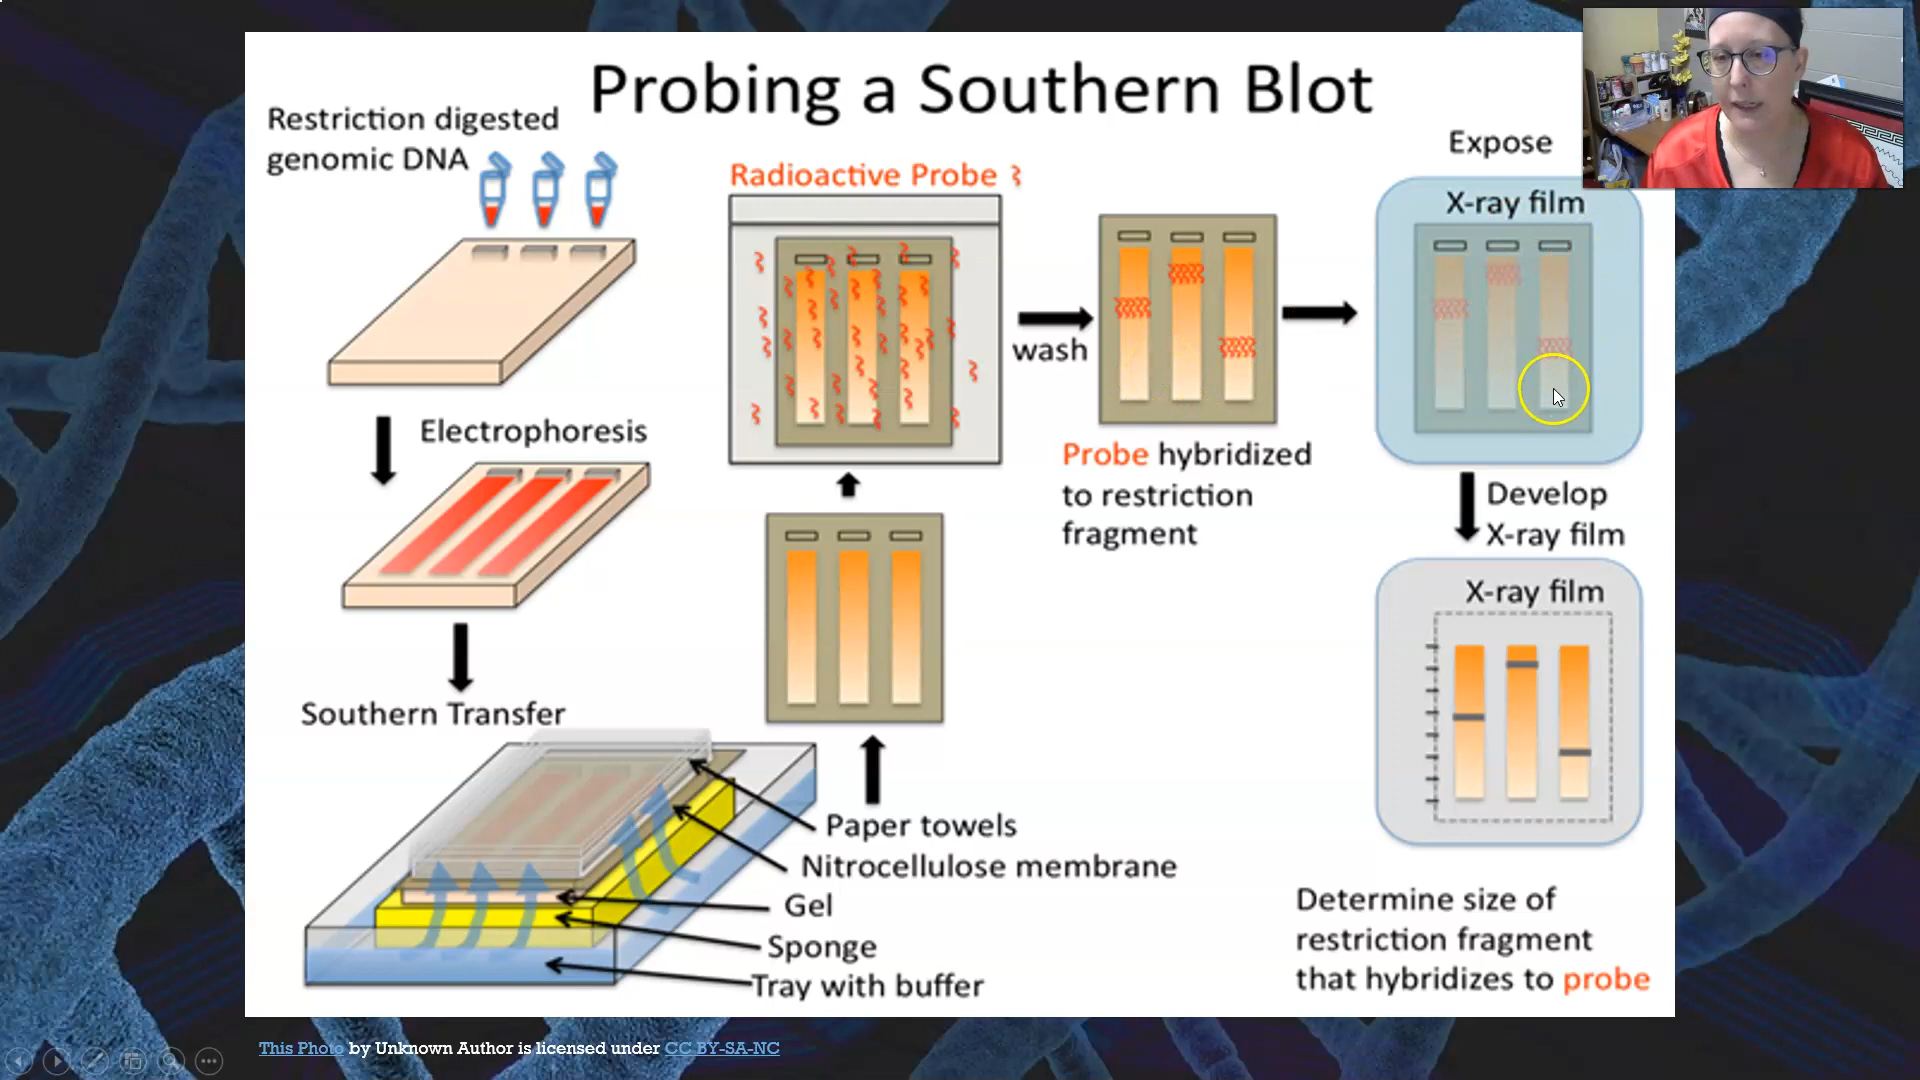 Probing a Southern Blot
Restriction digested
genomic DNA
Electrophoresis
Southern Transfer
Paper towels
Nitrocellulose membrane
Gel
Sponge
Tray with buffer
Radioactive Probe
wash
Probe hybridized
to restriction
fragment
Expose
X-ray film
Develop
X-ray film
X-ray film
Determine size of
restriction fragment
that hybridizes to probe
This Photo by Unknown Author is licensed under CC BY-SA-NC